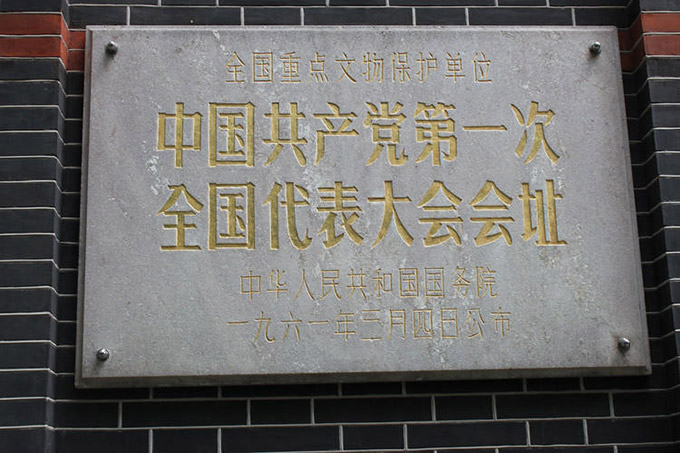 全国重点文物保护单位
中国共产党第一次
全国代表大会会址
中华人民共和国国务院
一九六一年三月四日公布